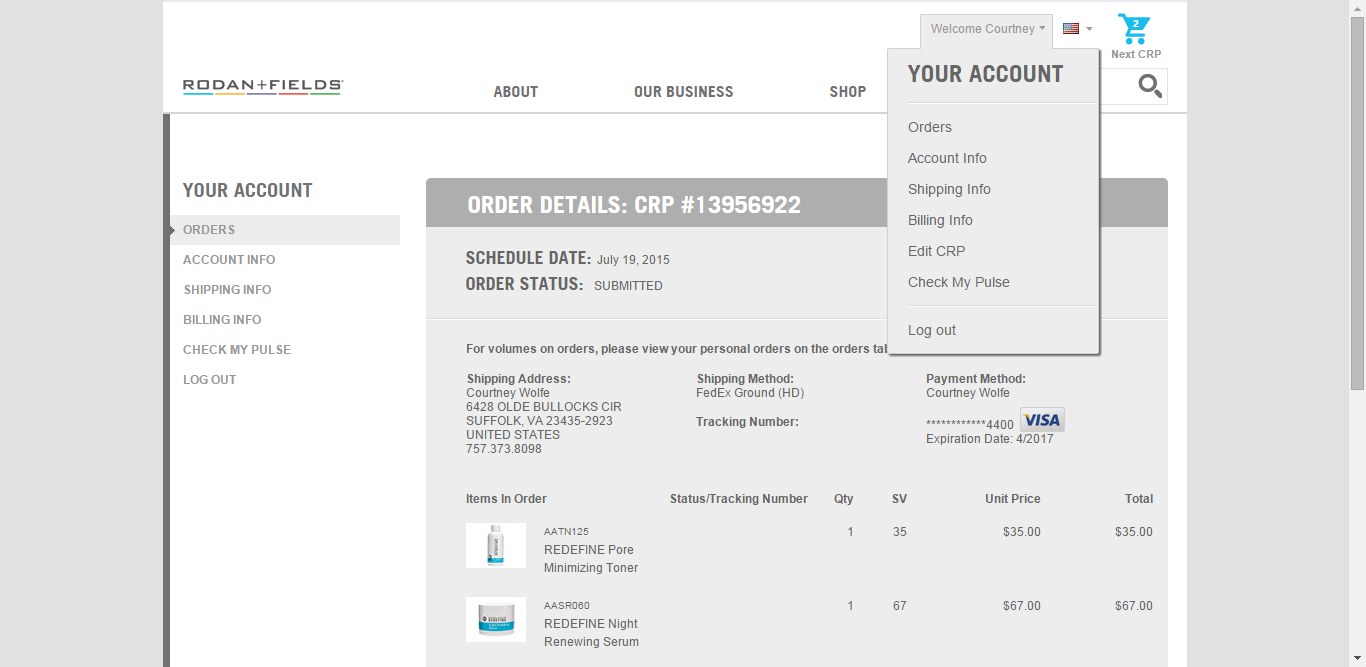 Welcome Courtney
2
Next CRP
RODAN+FIELDS
ABOUT
OUR BUSINESS
SHOP
YOUR ACCOUNT
Orders
Account Info
Shipping Info
Billing Info
Edit CRP
Check My Pulse
Log out
YOUR ACCOUNT
ORDERS
ACCOUNT INFO
SHIPPING INFO
BILLING INFO
CHECK MY PULSE
LOG OUT
ORDER DETAILS: CRP #13956922
SCHEDULE DATE: July 19, 2015
ORDER STATUS: SUBMITTED
For volumes on orders, please view your personal orders on the orders
Shipping Address:
Courtney Wolfe
6428 OLDE BULLOCKS CIR
SUFFOLK, VA 23435-2923
UNITED STATES
757.373.8098
Shipping Method:
FedEx Ground (HD)
Tracking Number:
Payment Method:
Courtney Wolfe
************4400 VISA
Expiration Date: 4/2017
Items In Order Status/Tracking Number Qty SV Unit Price Total
AATN125 1 35 $35.00 $35.00
REDEFINE Pore
Minimizing Toner
AASR060 1 67 $67.00 $67.00
REDEFINE Night
Renewing Serum
REDEFINE